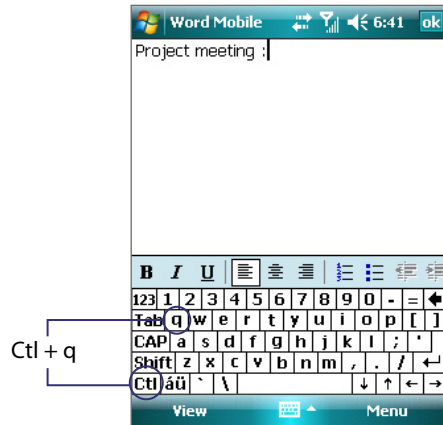 Word Mobile 6:41 ok
Project meeting :
B I U
123 1 2 3 4 5 6 7 8 9 0 - =
Tab q w e r t y u i o p [ ]
CAP a s d f g h j k l ; '
Shift z x c v b n m , . /
Ctl áü ` \
Ctl + q
View Menu